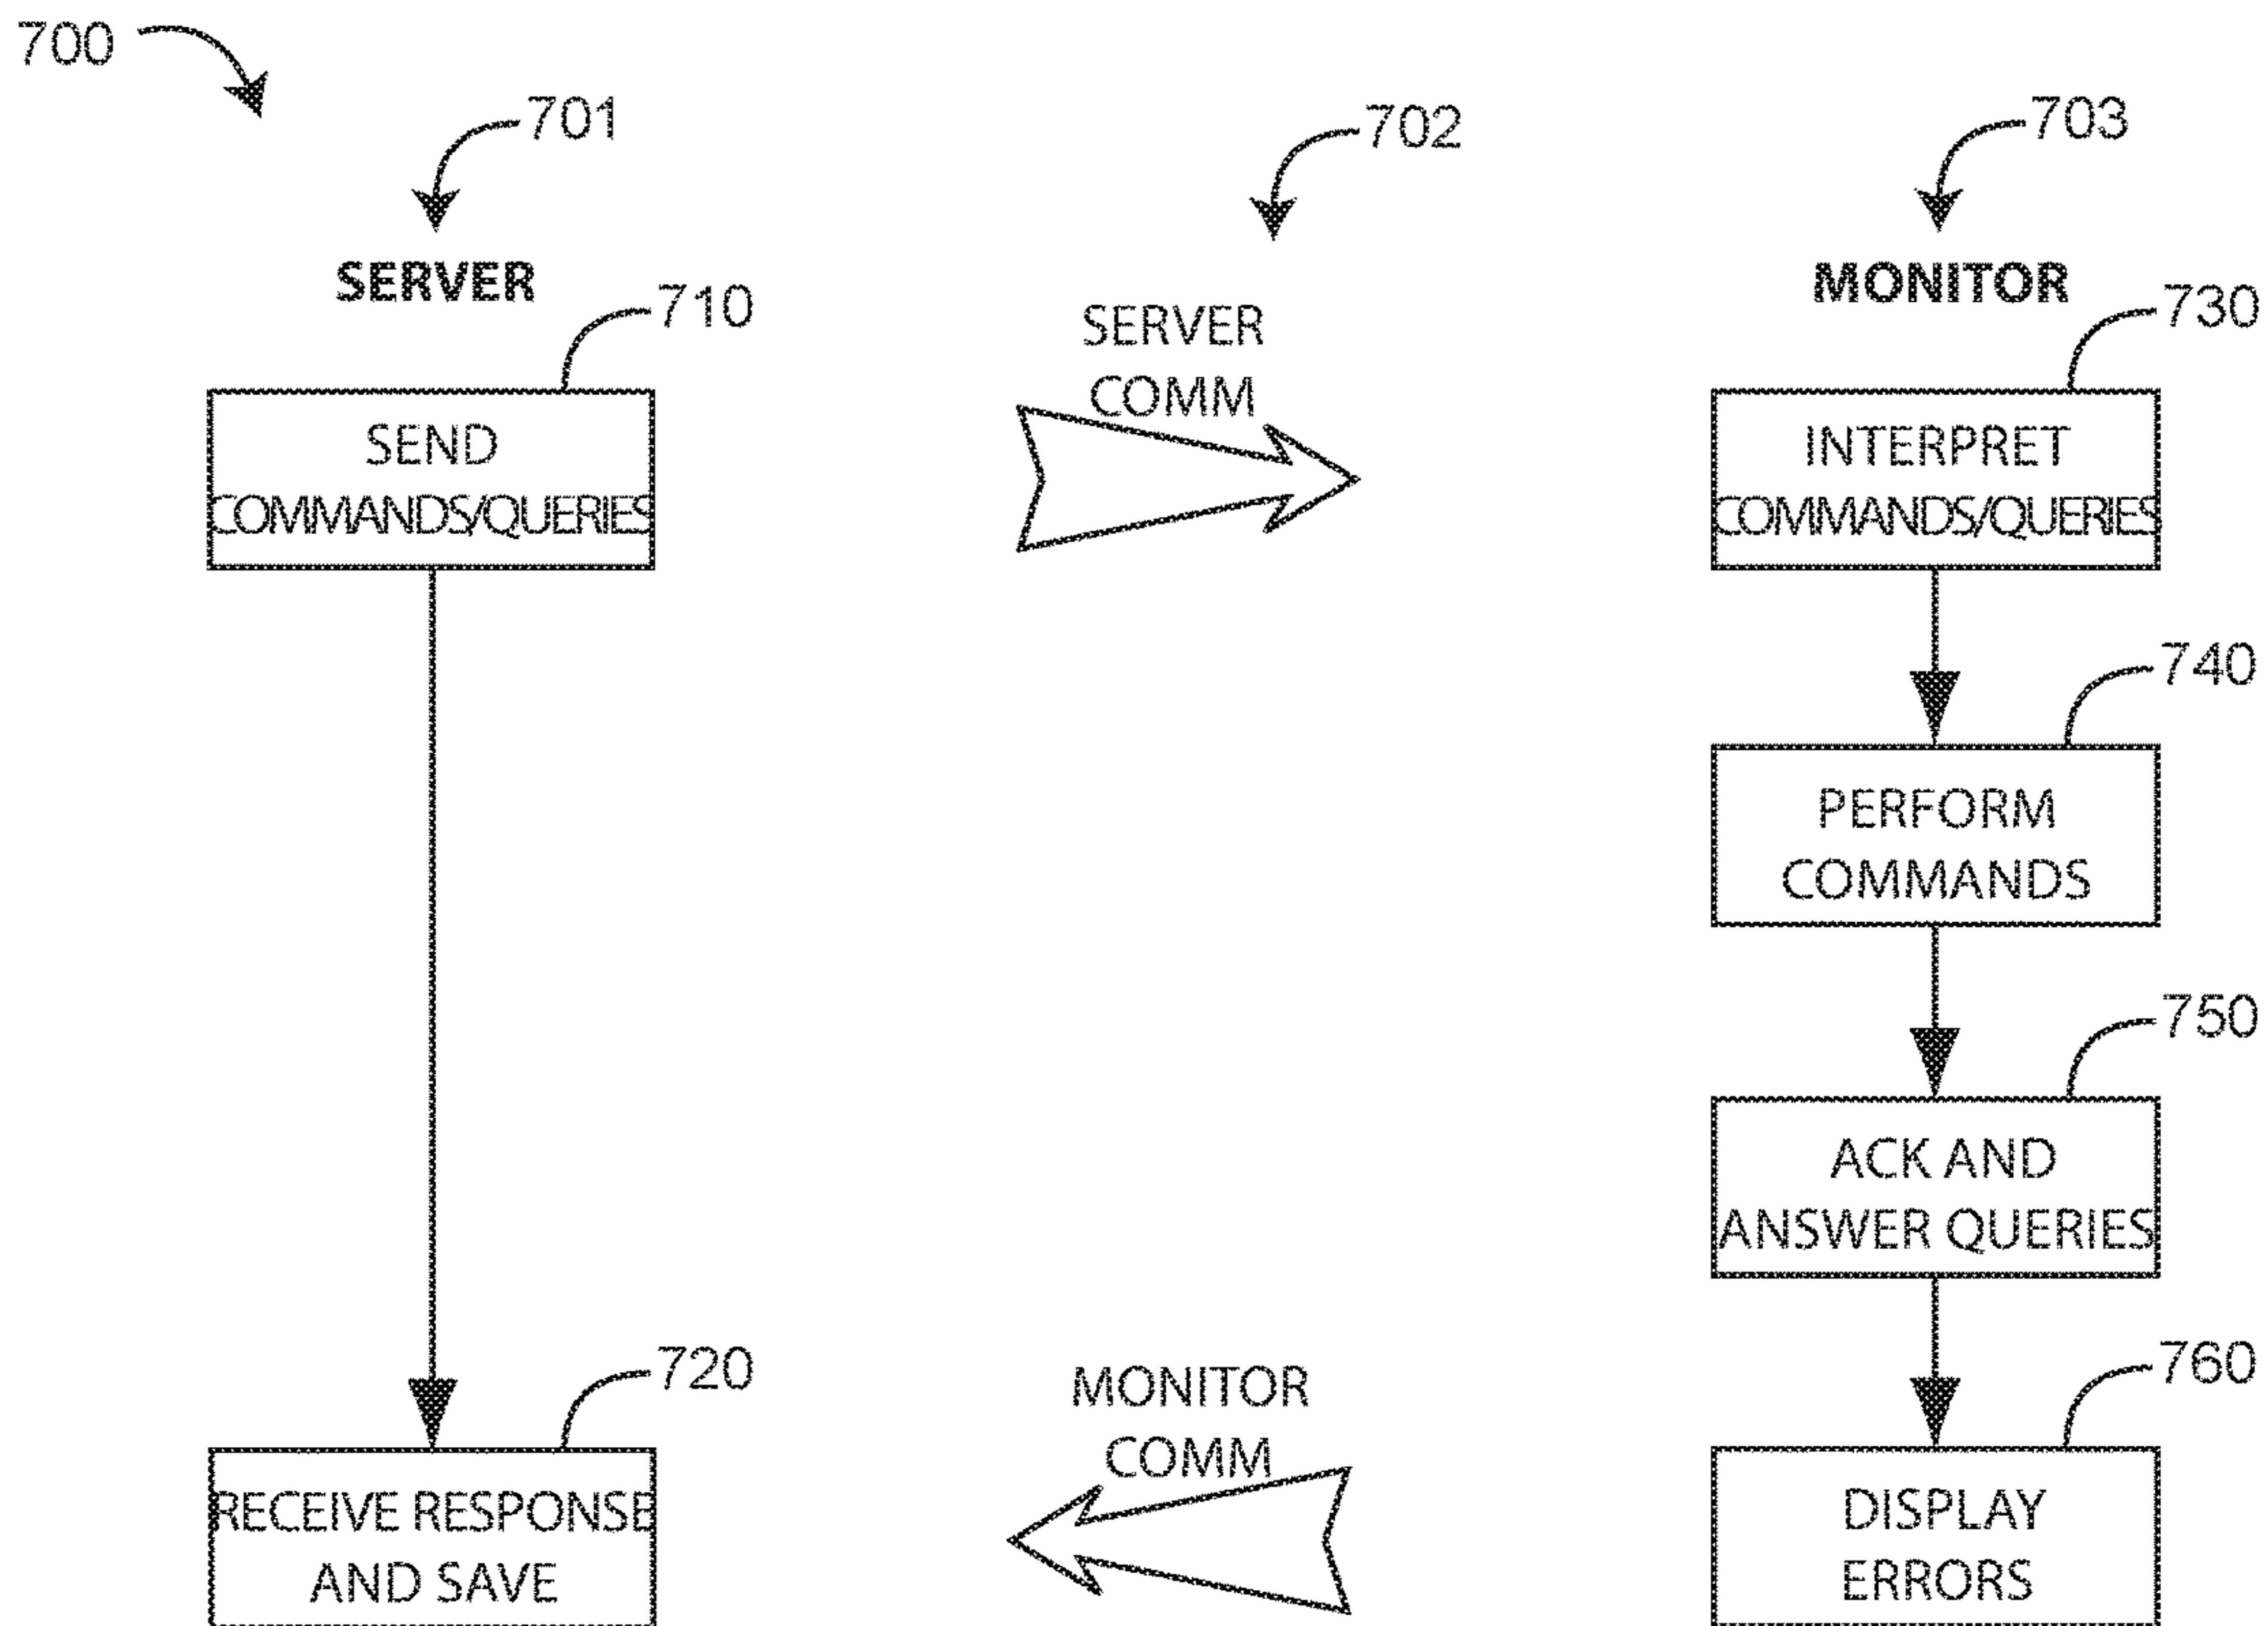 700
701
702
703
SERVER
MONITOR
710
SERVER
COMM
730
SEND
COMMANDS/QUERIES
INTERPRET
COMMANDS/QUERIES
740
PERFORM
COMMANDS
750
ACK AND
ANSWER QUERIES
720
MONITOR
COMM
760
RECEIVE RESPONSE
AND SAVE
DISPLAY
ERRORS